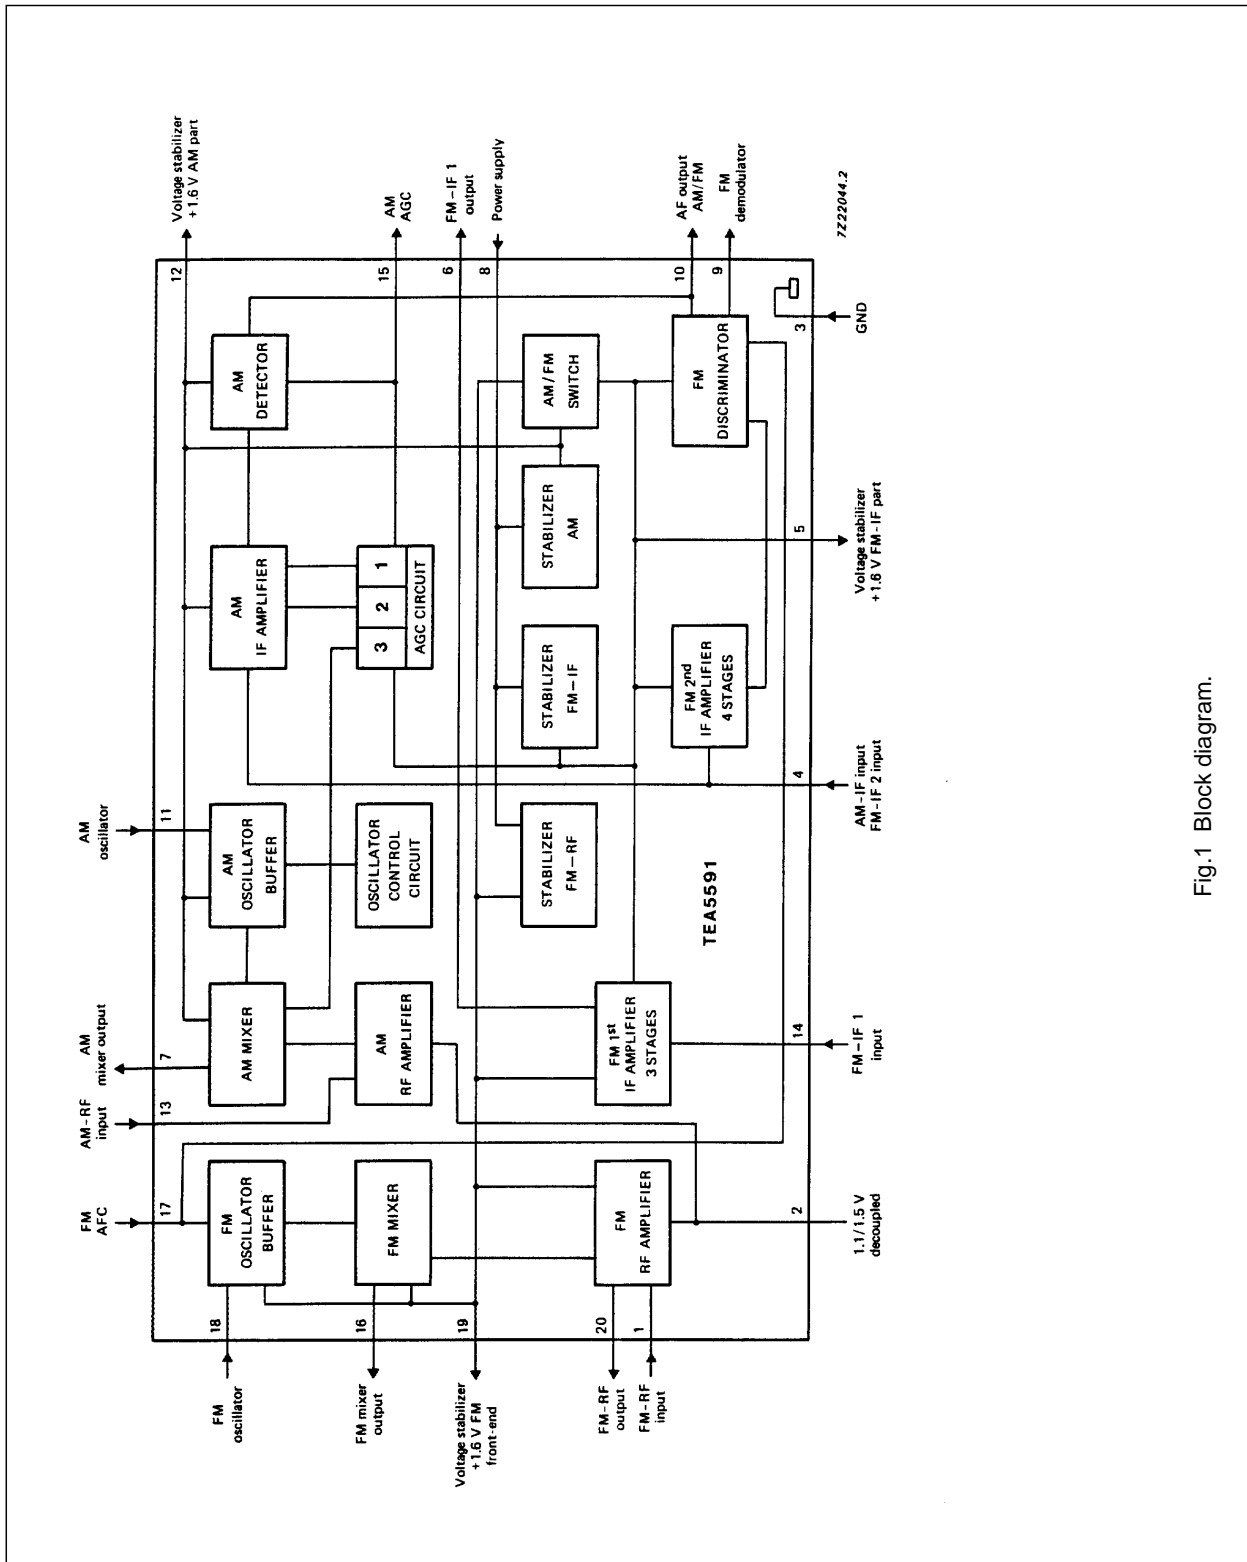 FM
AFC
17
AM-RF
input
13
AM
mixer output
7
AM
oscillator
11
Voltage stabilizer
+1.6 V AM part
12
AM
AGC
15
FM-IF 1
output
6
Power supply
8
AF output
AM/FM
10
FM
demodulator
9
FM
oscillator
18
FM mixer
output
16
Voltage stabilizer
+1.6 V FM
front-end
19
FM-RF
output
20
FM-RF
input
1
FM
OSCILLATOR
BUFFER
AM MIXER
AM
OSCILLATOR
BUFFER
AM
IF AMPLIFIER
AM
DETECTOR
FM MIXER
AM
RF AMPLIFIER
OSCILLATOR
CONTROL
CIRCUIT
3
2
1
AGC CIRCUIT
STABILIZER
FM-RF
STABILIZER
FM-IF
STABILIZER
AM
AM/FM
SWITCH
FM
RF AMPLIFIER
FM 1st
IF AMPLIFIER
3 STAGES
TEA5591
FM 2nd
IF AMPLIFIER
4 STAGES
FM
DISCRIMINATOR
2
1.1/1.5 V
decoupled
14
FM-IF 1
input
4
AM-IF input
FM-IF 2 input
5
Voltage stabilizer
+1.6 V FM-IF part
3
GND
7Z22044.2
Fig.1 Block diagram.